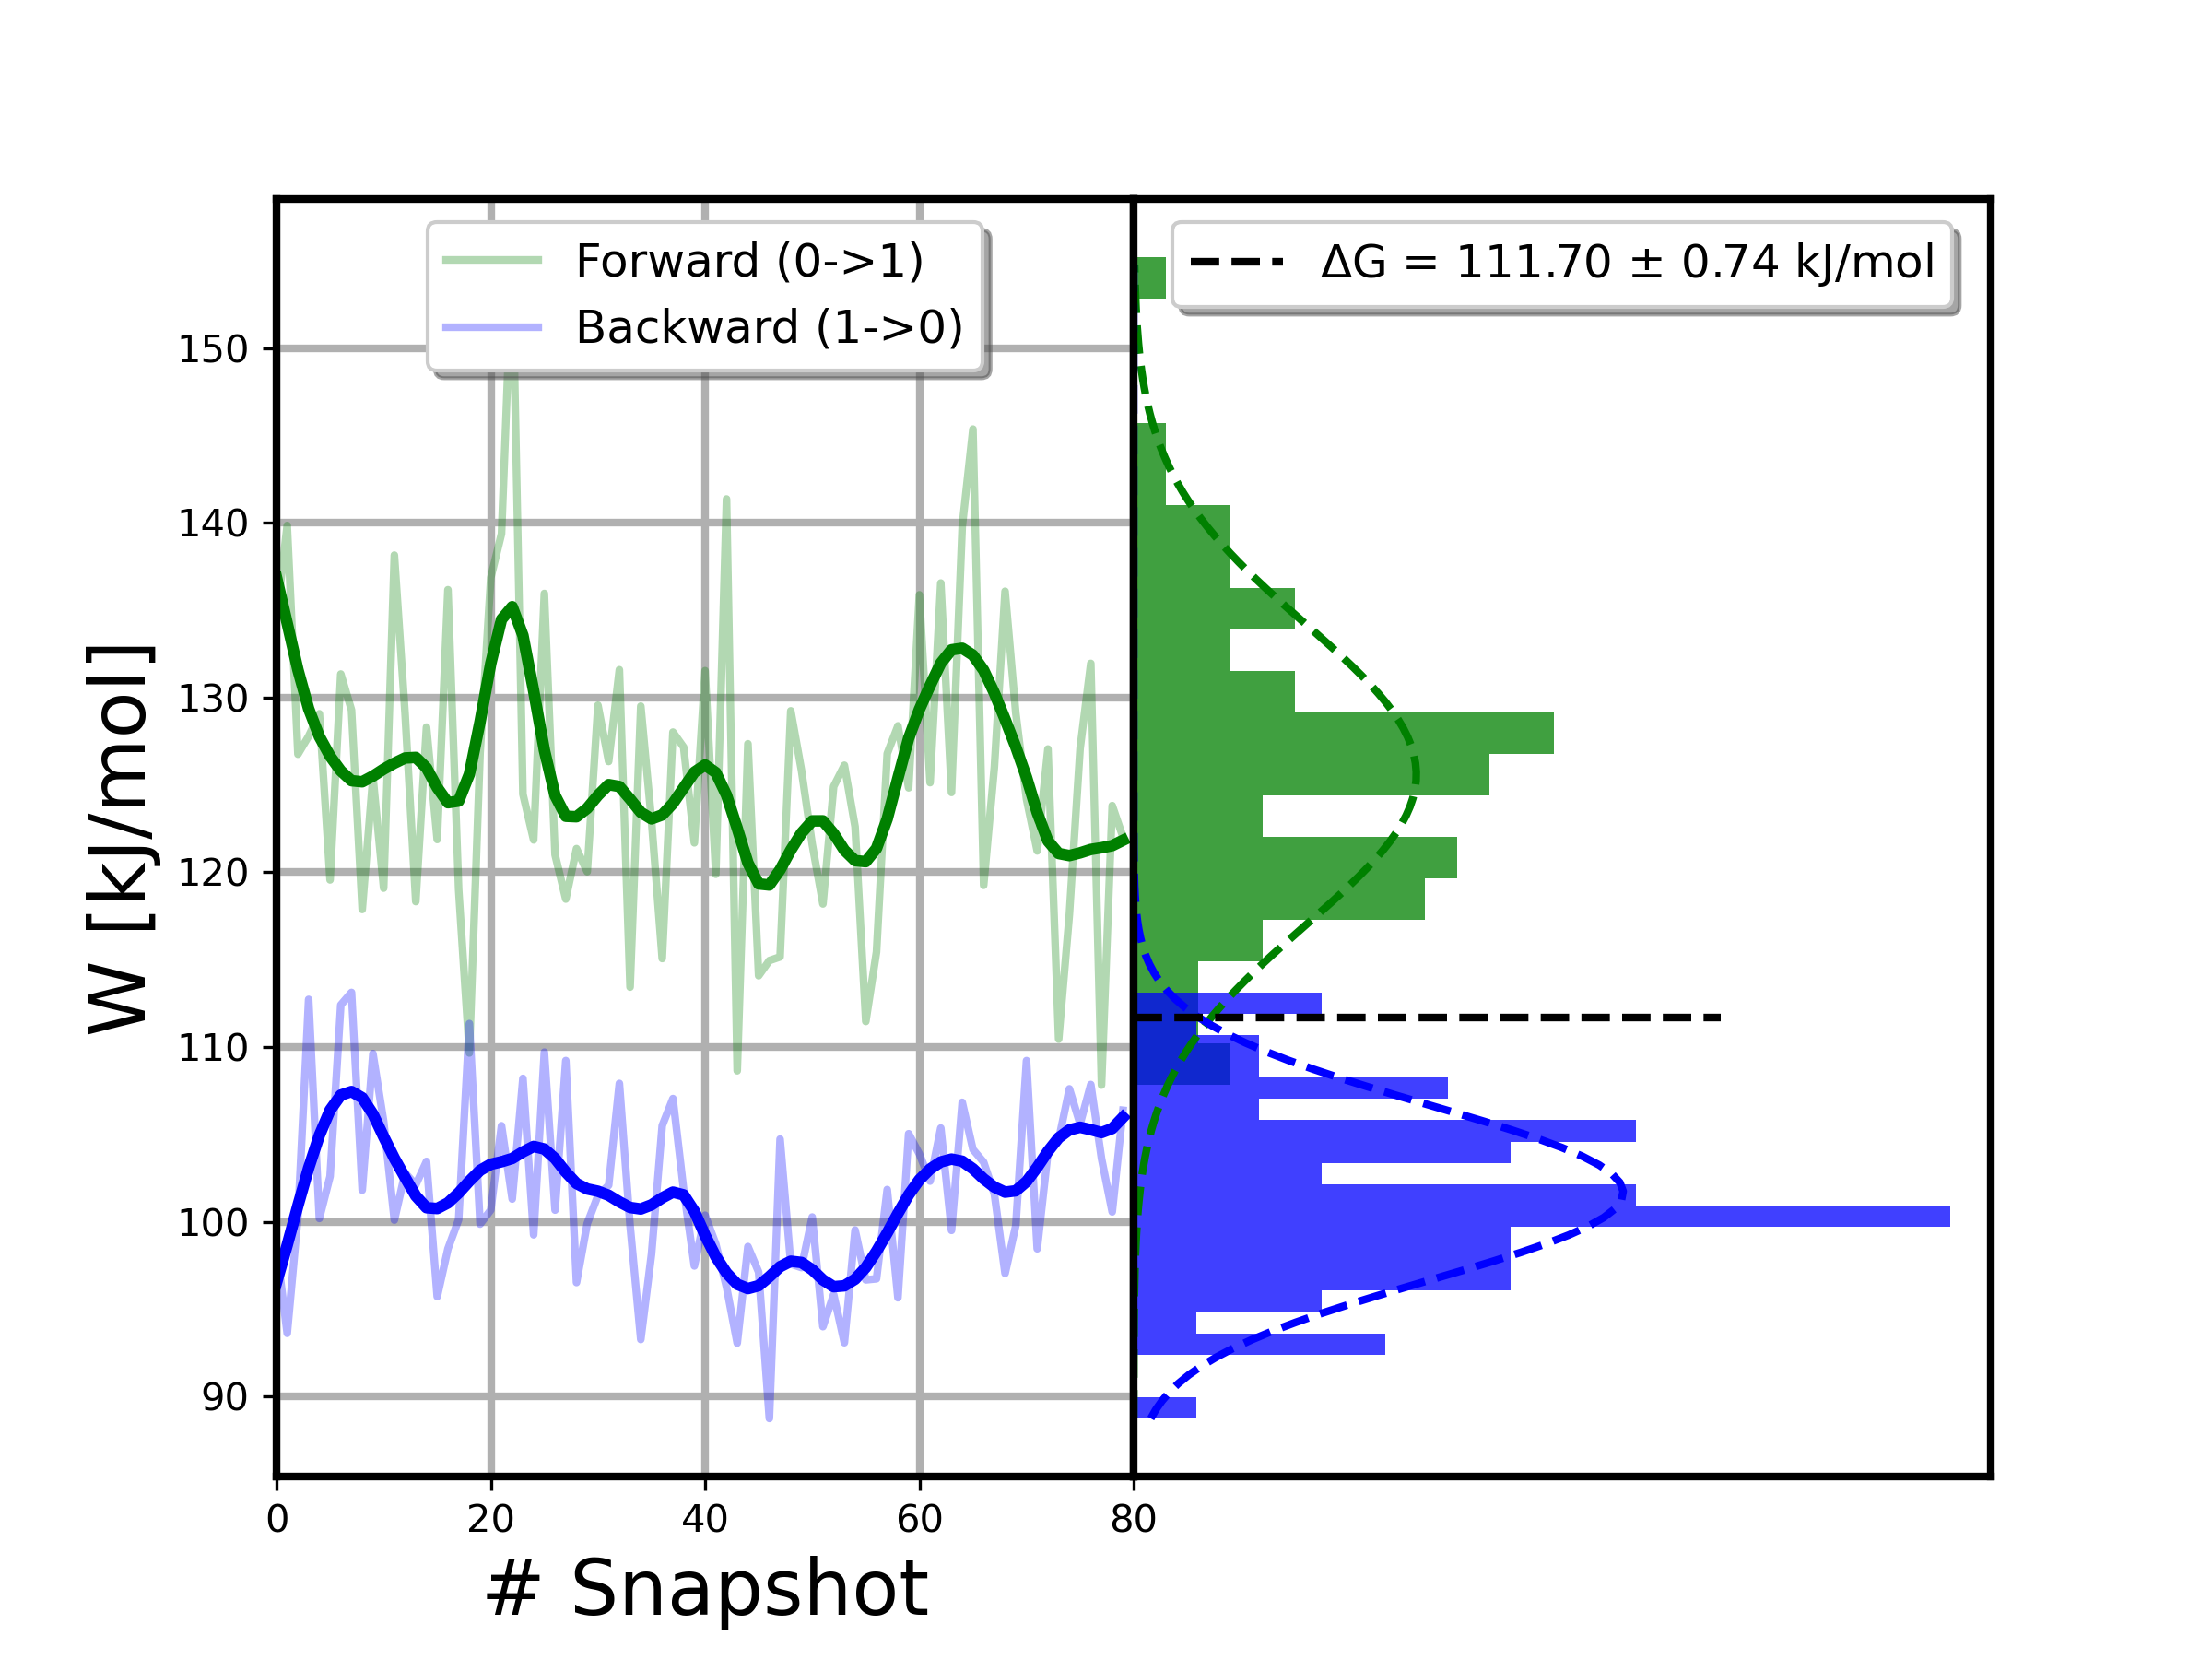 Forward (0->1)
Backward (1->0)
ΔG = 111.70 ± 0.74 kJ/mol
W [kJ/mol]
150
140
130
120
110
100
90
0 20 40 60 80
# Snapshot